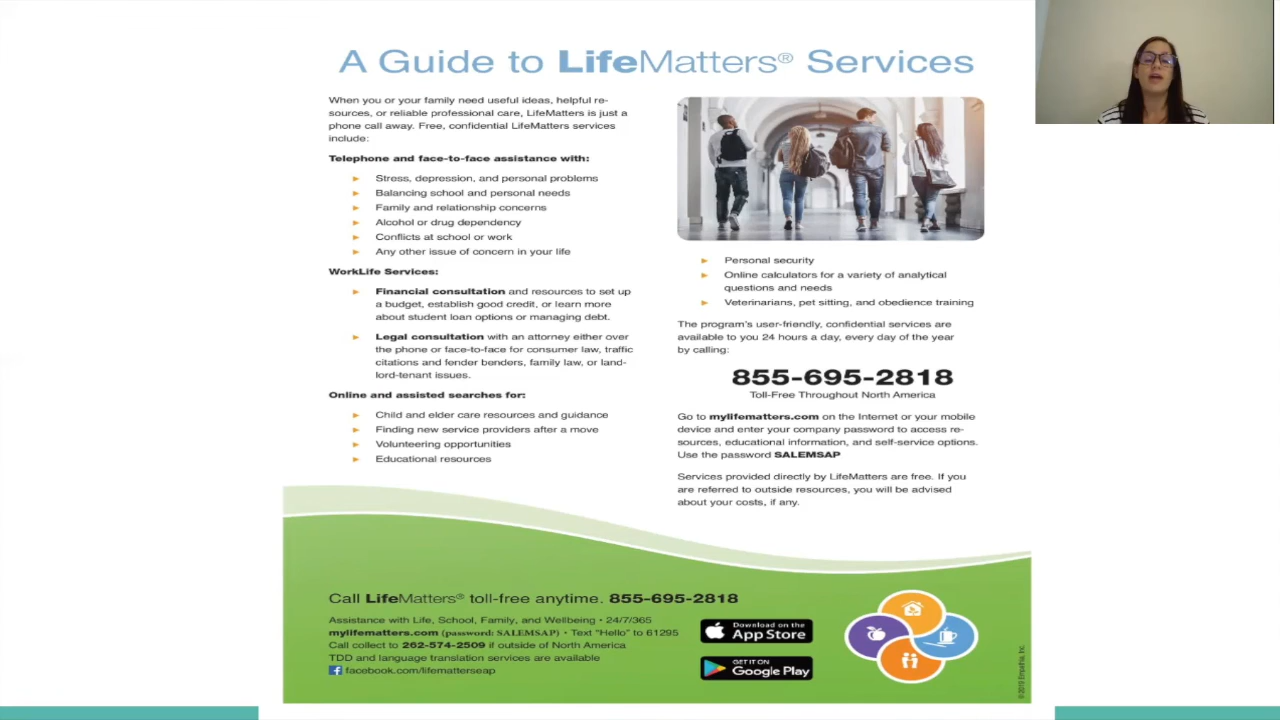 A Guide to LifeMatters® Services
When you or your family need useful ideas, helpful re-
sources, or reliable professional care, LifeMatters is just a
phone call away. Free, confidential LifeMatters services
include:
Telephone and face-to-face assistance with:
► Stress, depression, and personal problems
► Balancing school and personal needs
► Family and relationship concerns
► Alcohol or drug dependency
► Conflicts at school or work
► Any other issue of concern in your life
WorkLife Services:
► Financial consultation and resources to set up
a budget, establish good credit, or learn more
about student loan options or managing debt.
► Legal consultation with an attorney either over
the phone or face-to-face for consumer law, traffic
citations and fender benders, family law, or land-
lord-tenant issues.
Online and assisted searches for:
► Child and elder care resources and guidance
► Finding new service providers after a move
► Volunteering opportunities
► Educational resources
► Personal security
► Online calculators for a variety of analytical
questions and needs
► Veterinarians, pet sitting, and obedience training
The program's user-friendly, confidential services are
available to you 24 hours a day, every day of the year
by calling:
855-695-2818
Toll-Free Throughout North America
Go to mylifematters.com on the Internet or your mobile
device and enter your company password to access re-
sources, educational information, and self-service options.
Use the password SALEMSAP
Services provided directly by LifeMatters are free. If you
are referred to outside resources, you will be advised
about your costs, if any.
Call LifeMatters® toll-free anytime. 855-695-2818
Assistance with Life, School, Family, and Wellbeing • 24/7/365
mylifematters.com (password: SALEMSAP) • Text "Hello" to 61295
Call collect to 262-574-2509 if outside of North America
TDD and language translation services are available
facebook.com/lifematterseap
Download on the
App Store
GET IT ON
Google Play
© 2019 Empathia, Inc.